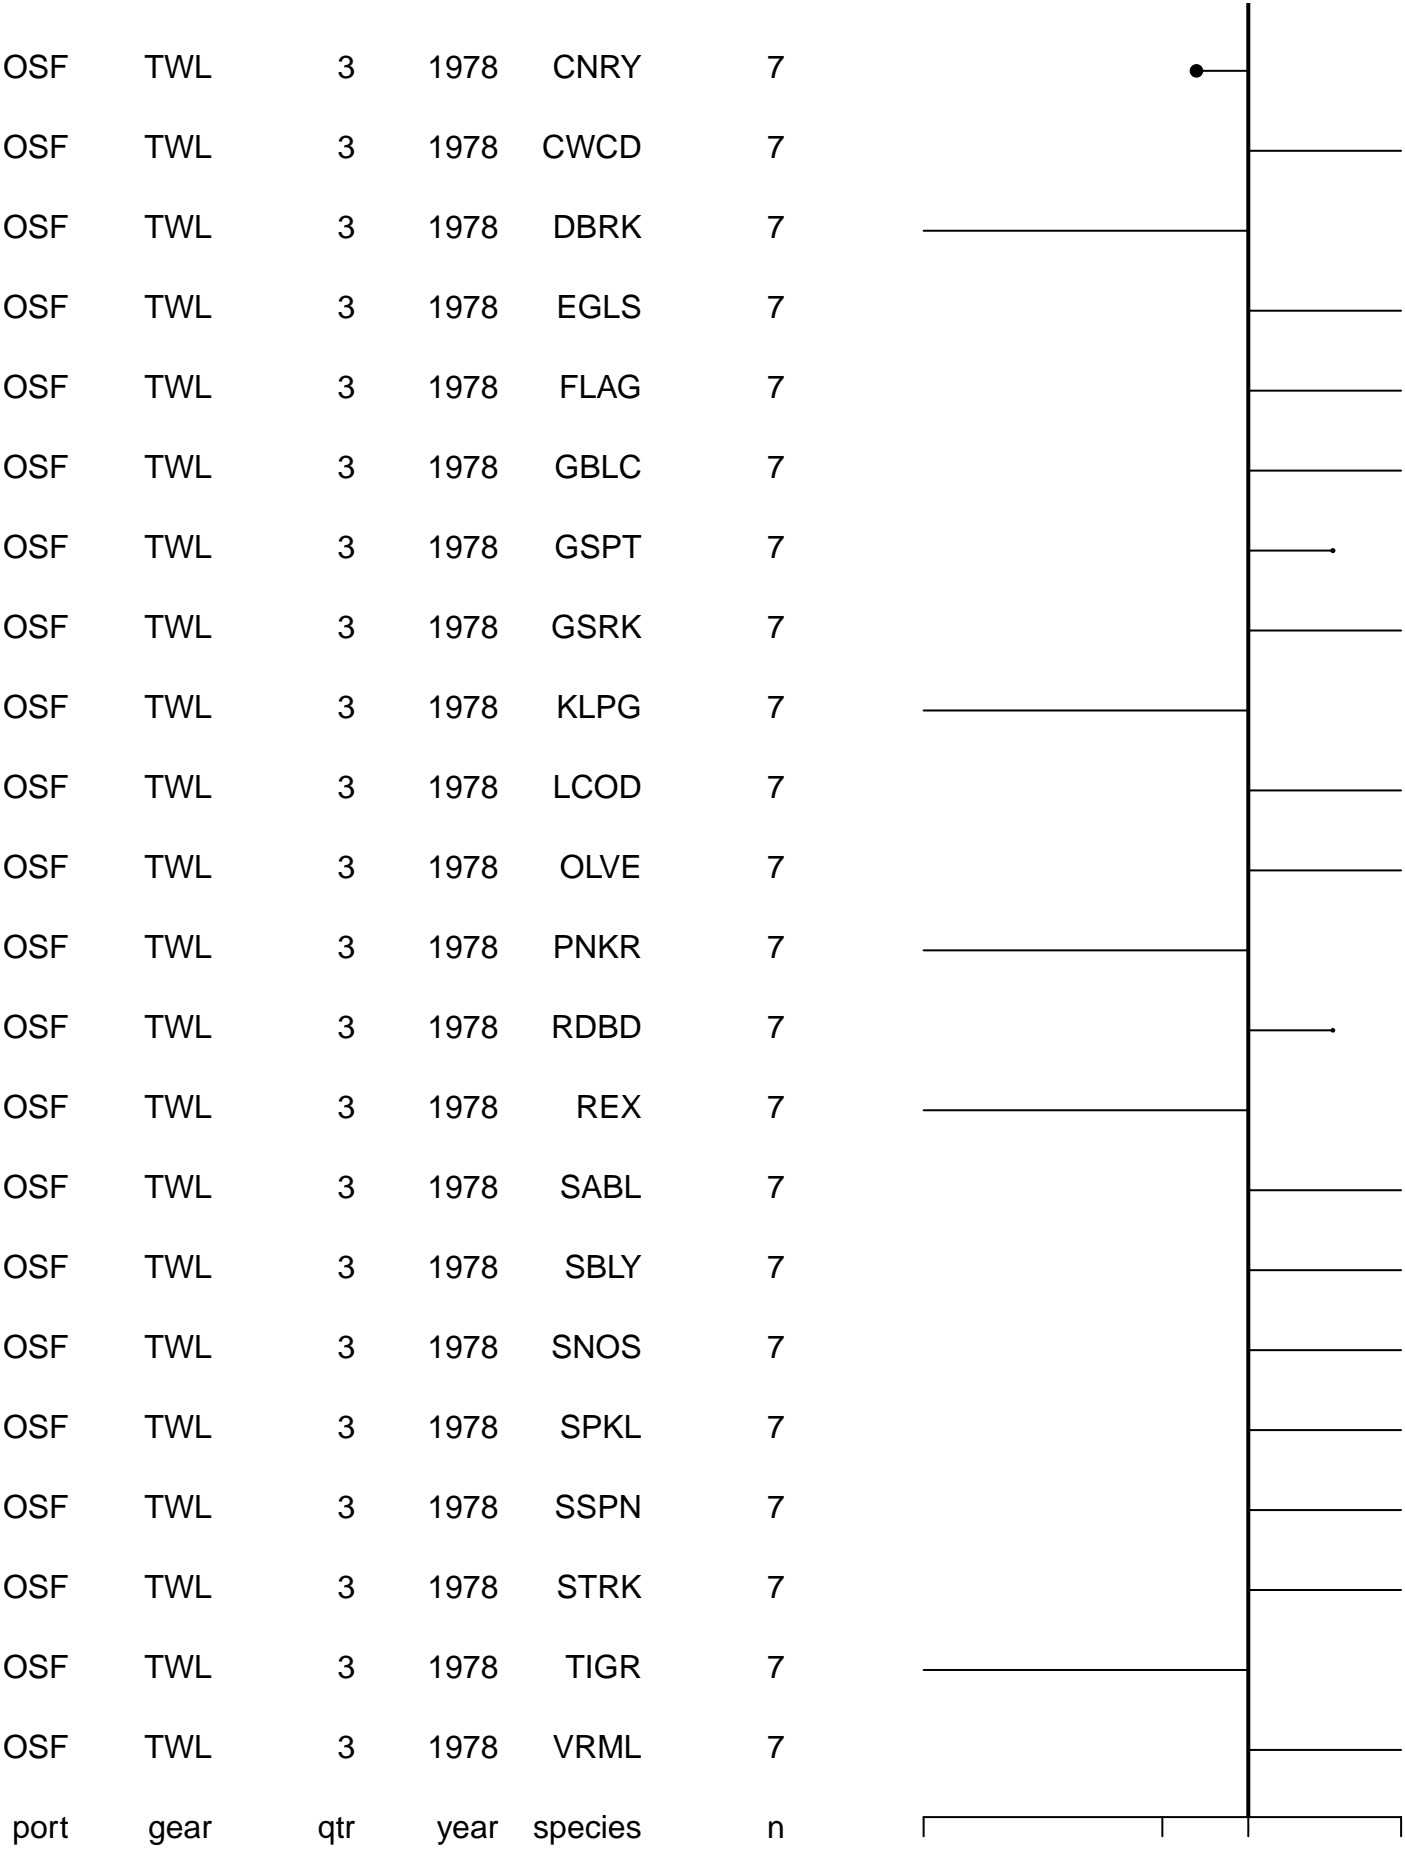 OSF TWL 3 1978 CNRY 7
OSF TWL 3 1978 CWCD 7
OSF TWL 3 1978 DBRK 7
OSF TWL 3 1978 EGLS 7
OSF TWL 3 1978 FLAG 7
OSF TWL 3 1978 GBLC 7
OSF TWL 3 1978 GSPT 7
OSF TWL 3 1978 GSRK 7
OSF TWL 3 1978 KLPG 7
OSF TWL 3 1978 LCOD 7
OSF TWL 3 1978 OLVE 7
OSF TWL 3 1978 PNKR 7
OSF TWL 3 1978 RDBD 7
OSF TWL 3 1978 REX 7
OSF TWL 3 1978 SABL 7
OSF TWL 3 1978 SBLY 7
OSF TWL 3 1978 SNOS 7
OSF TWL 3 1978 SPKL 7
OSF TWL 3 1978 SSPN 7
OSF TWL 3 1978 STRK 7
OSF TWL 3 1978 TIGR 7
OSF TWL 3 1978 VRML 7
port gear qtr year species n